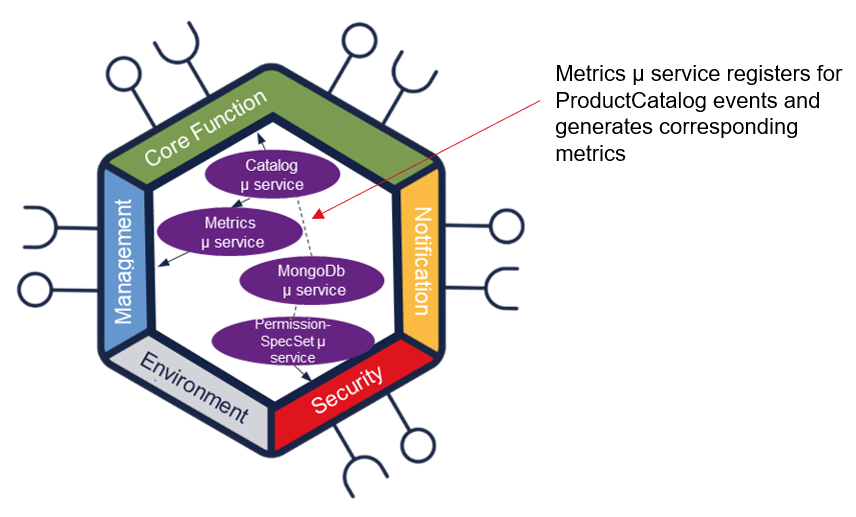 Core Function
Metrics µ service registers for
ProductCatalog events and
generates corresponding
metrics
Catalog
µ service
Metrics
µ service
Management
Notification
MongoDb
µ service
Permission-
SpecSet µ
service
Environment
Security